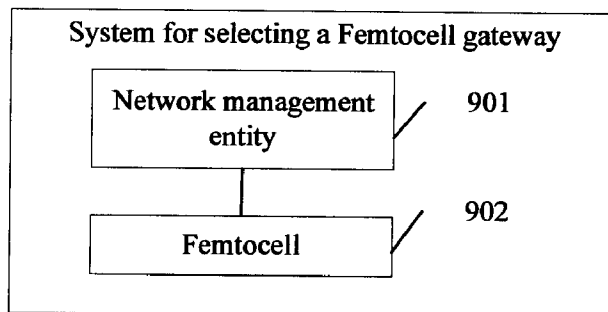 System for selecting a Femtocell gateway
Network management
entity
901
Femtocell
902